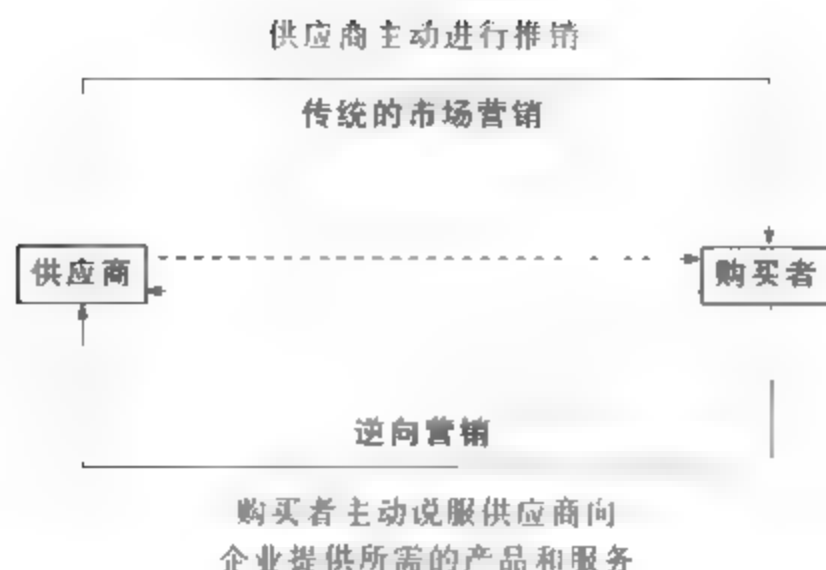 供应商主动进行推销
传统的市场营销
供应商
购买者
逆向营销
购买者主动说服供应商向
企业提供所需的产品和服务